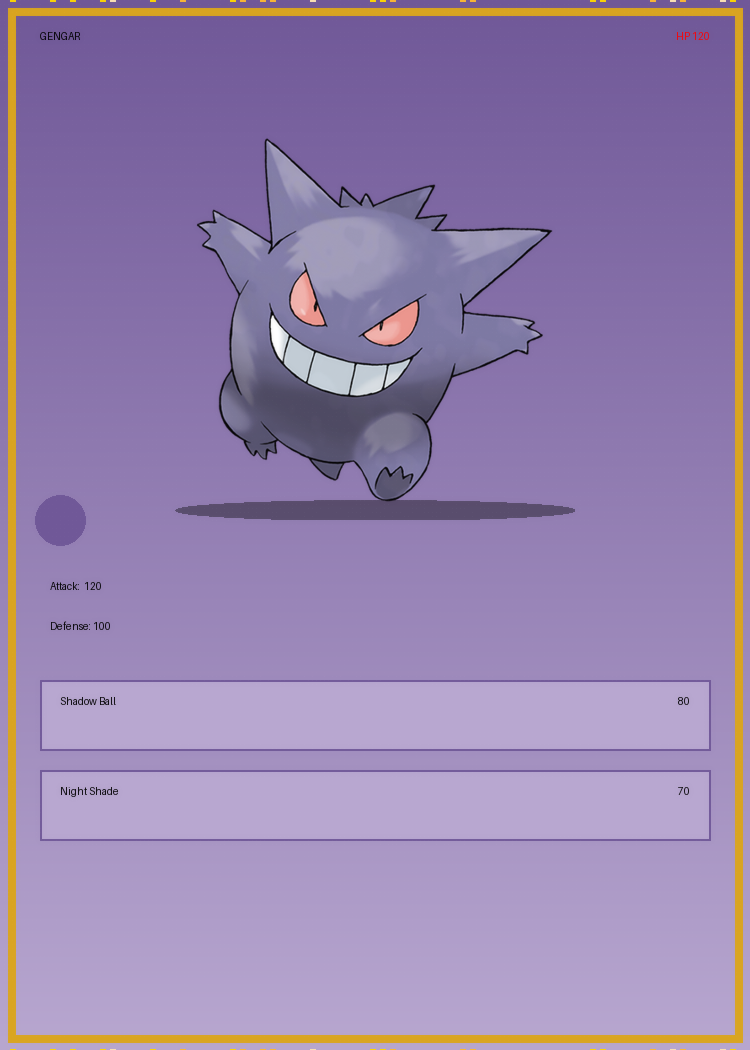 GENGAR HP 120
Attack: 120
Defense: 100
Shadow Ball 80
Night Shade 70